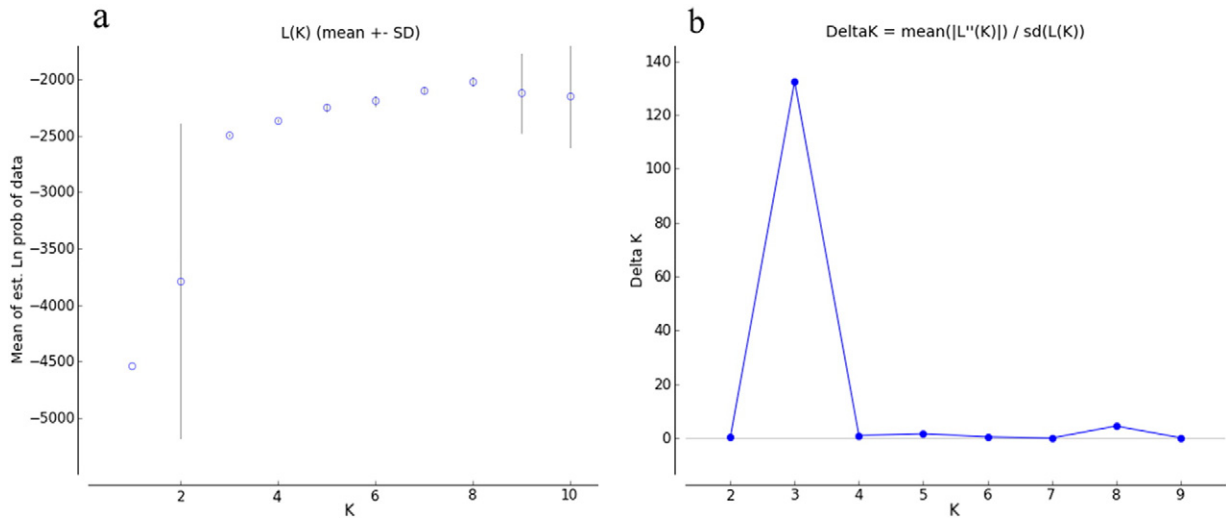 a
L(K) (mean +- SD)
Mean of est. Ln prob of data
−2000
−2500
−3000
−3500
−4000
−4500
−5000
2 4 6 8 10
K
b
DeltaK = mean(|L''(K)|) / sd(L(K))
Delta K
140
120
100
80
60
40
20
0
2 3 4 5 6 7 8 9
K